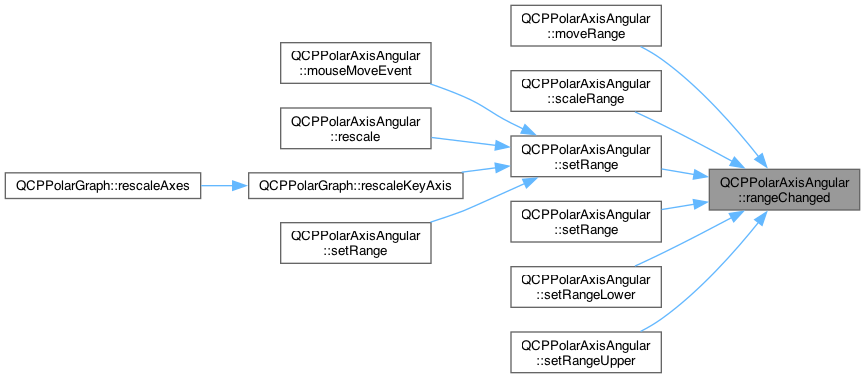 QCPPolarAxisAngular
::moveRange
QCPPolarAxisAngular
::mouseMoveEvent
QCPPolarAxisAngular
::scaleRange
QCPPolarAxisAngular
::rescale
QCPPolarAxisAngular
::setRange
QCPPolarGraph::rescaleAxes
QCPPolarGraph::rescaleKeyAxis
QCPPolarAxisAngular
::rangeChanged
QCPPolarAxisAngular
::setRange
QCPPolarAxisAngular
::setRange
QCPPolarAxisAngular
::setRangeLower
QCPPolarAxisAngular
::setRangeUpper